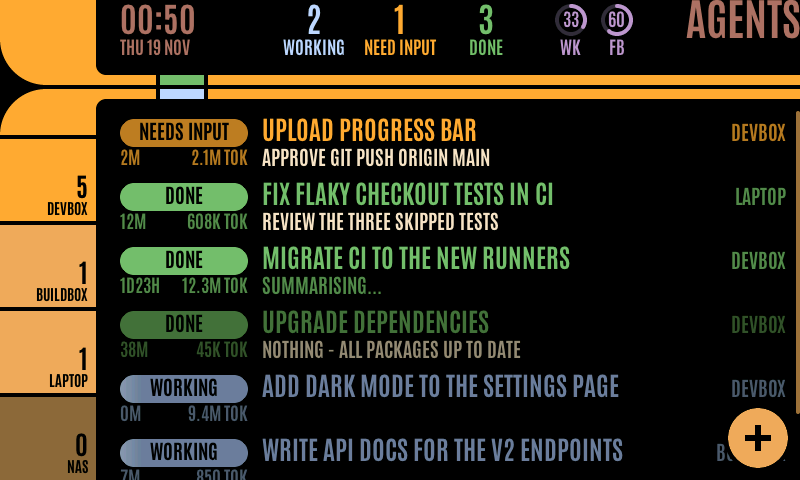 00:50
THU 19 NOV
2
WORKING
1
NEED INPUT
3
DONE
33
WK
60
FB
AGENTS
5
DEVBOX
1
BUILDBOX
1
LAPTOP
0
NAS
NEEDS INPUT
UPLOAD PROGRESS BAR
DEVBOX
2M
2.1M TOK
APPROVE GIT PUSH ORIGIN MAIN
DONE
FIX FLAKY CHECKOUT TESTS IN CI
LAPTOP
12M
608K TOK
REVIEW THE THREE SKIPPED TESTS
DONE
MIGRATE CI TO THE NEW RUNNERS
DEVBOX
1D23H
12.3M TOK
SUMMARISING...
DONE
UPGRADE DEPENDENCIES
DEVBOX
38M
45K TOK
NOTHING - ALL PACKAGES UP TO DATE
WORKING
ADD DARK MODE TO THE SETTINGS PAGE
DEVBOX
0M
9.4M TOK
WORKING
WRITE API DOCS FOR THE V2 ENDPOINTS
7M
850 TOK